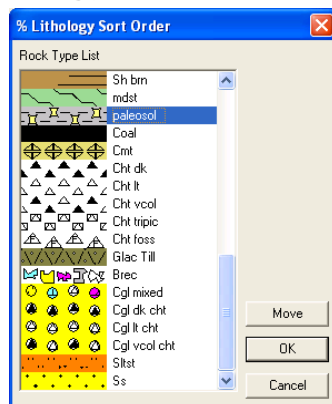 % Lithology Sort Order
Rock Type List
Sh brn
mdst
paleosol
Coal
Cmt
Cht dk
Cht lt
Cht vcol
Cht tripic
Cht foss
Glac Till
Brec
Cgl mixed
Cgl dk cht
Cgl lt cht
Cgl vcol cht
Sltst
Ss
Move
OK
Cancel